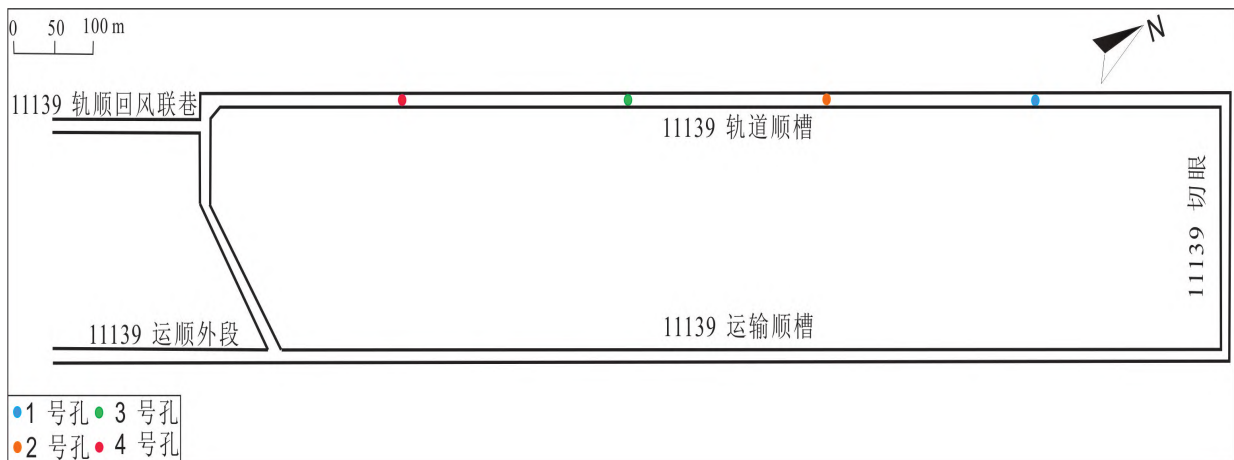 0 50 100 m
N
11139 轨顺回风联巷
11139 轨道顺槽
11139 切眼
11139 运输顺槽
11139 运顺外段
1 号孔 3 号孔
2 号孔 4 号孔